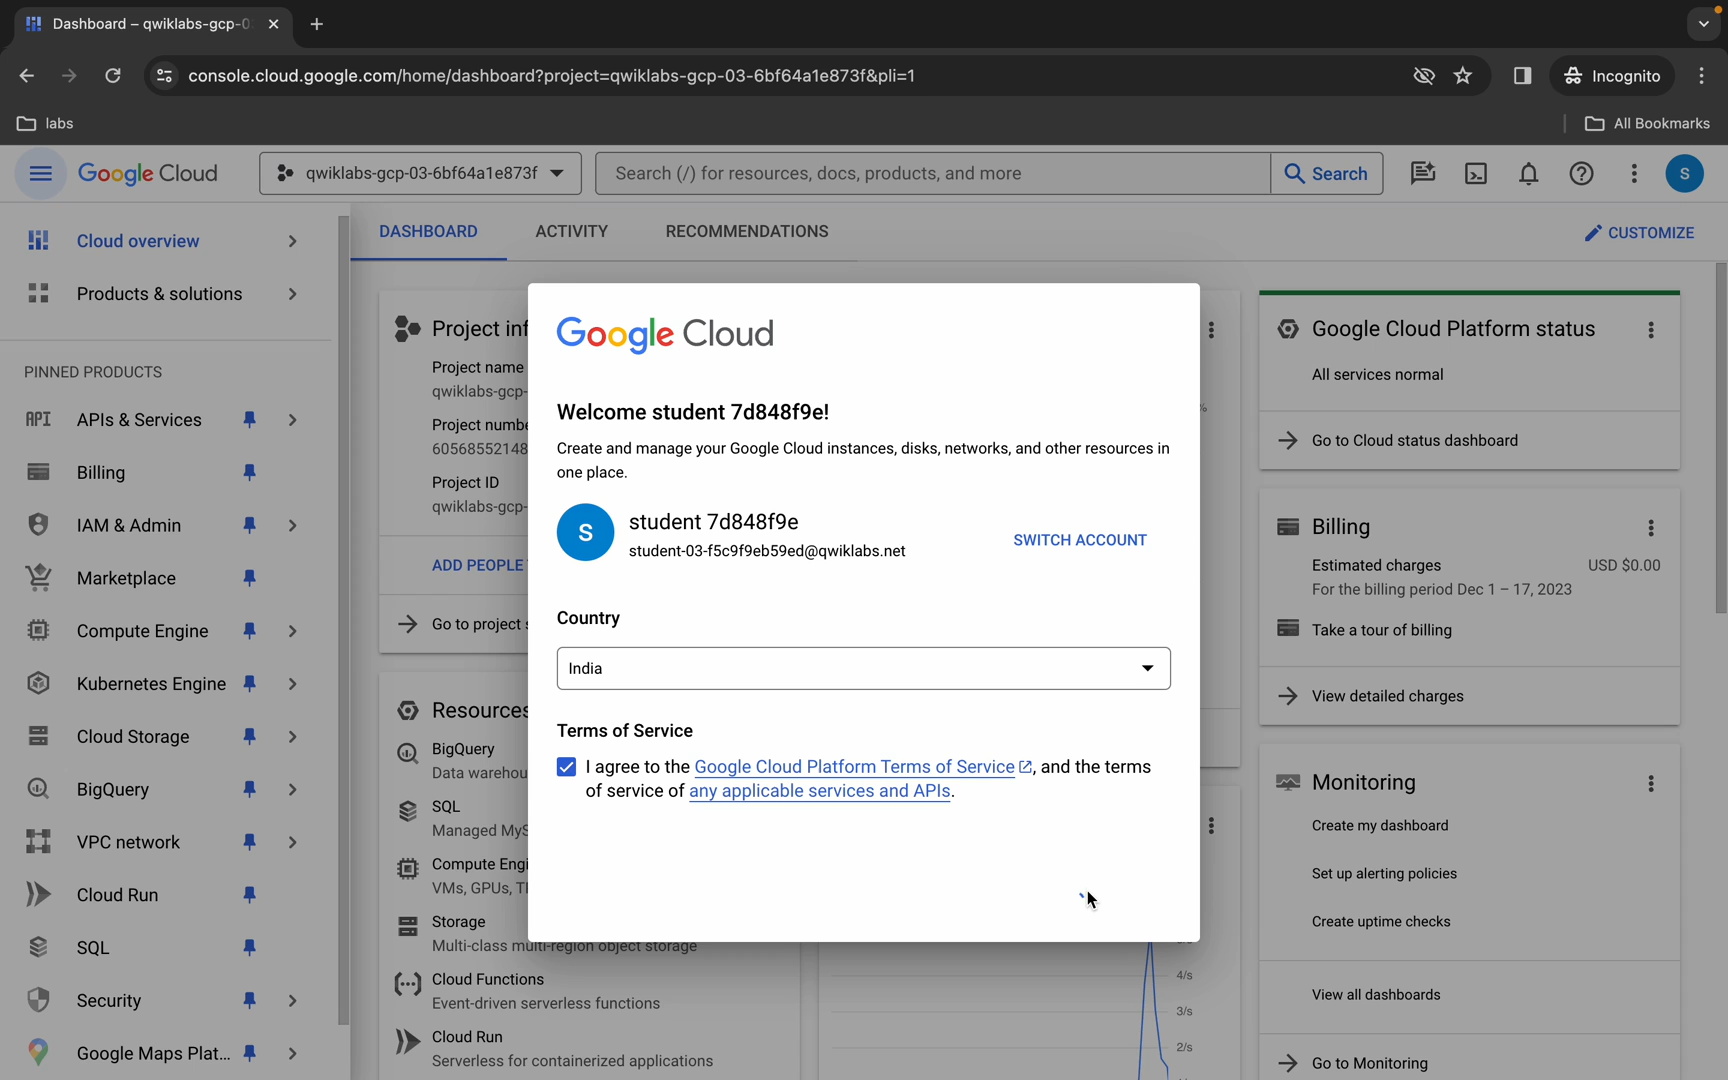 Dashboard – qwiklabs-gcp-0
console.cloud.google.com/home/dashboard?project=qwiklabs-gcp-03-6bf64a1e873f&pli=1
Incognito
labs
All Bookmarks
Google Cloud
qwiklabs-gcp-03-6bf64a1e873f
Search (/) for resources, docs, products, and more
Search
S
Cloud overview
Products & solutions
PINNED PRODUCTS
API APIs & Services
Billing
IAM & Admin
Marketplace
Compute Engine
Kubernetes Engine
Cloud Storage
BigQuery
VPC network
Cloud Run
SQL
Security
Google Maps Plat...
DASHBOARD
ACTIVITY
RECOMMENDATIONS
CUSTOMIZE
Project inf
Project name
qwiklabs-gcp-
Project numbe
60568552148
Project ID
qwiklabs-gcp-
ADD PEOPLE
Go to project s
Resources
BigQuery
Data warehou
SQL
Managed MyS
Compute Engi
VMs, GPUs, T
Storage
Multi-class multi-region object storage
Cloud Functions
Event-driven serverless functions
Cloud Run
Serverless for containerized applications
Google Cloud
Welcome student 7d848f9e!
Create and manage your Google Cloud instances, disks, networks, and other resources in
one place.
S
student 7d848f9e
student-03-f5c9f9eb59ed@qwiklabs.net
SWITCH ACCOUNT
Country
India
Terms of Service
I agree to the Google Cloud Platform Terms of Service, and the terms
of service of any applicable services and APIs.
%
4/s
3/s
2/s
Google Cloud Platform status
All services normal
Go to Cloud status dashboard
Billing
Estimated charges
USD $0.00
For the billing period Dec 1 – 17, 2023
Take a tour of billing
View detailed charges
Monitoring
Create my dashboard
Set up alerting policies
Create uptime checks
View all dashboards
Go to Monitoring